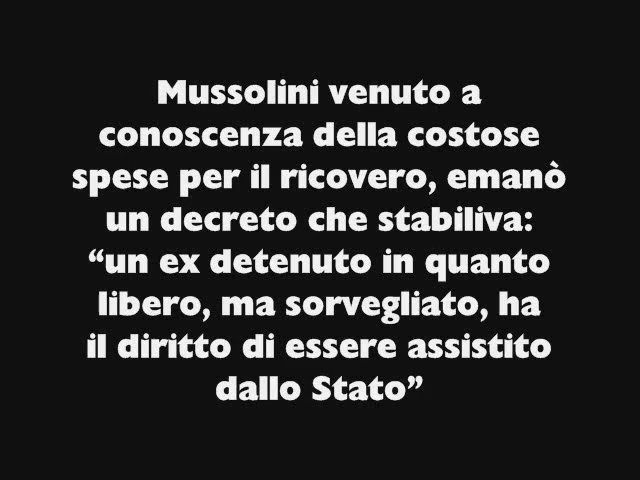 Mussolini venuto a
conoscenza della costose
spese per il ricovero, emanò
un decreto che stabiliva:
“un ex detenuto in quanto
libero, ma sorvegliato, ha
il diritto di essere assistito
dallo Stato”